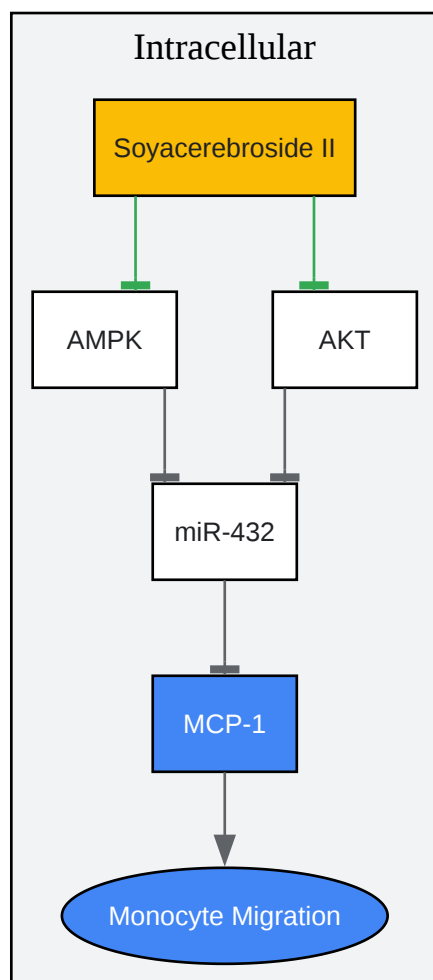 Intracellular
Soyacerebroside II
AMPK
AKT
miR-432
MCP-1
Monocyte Migration